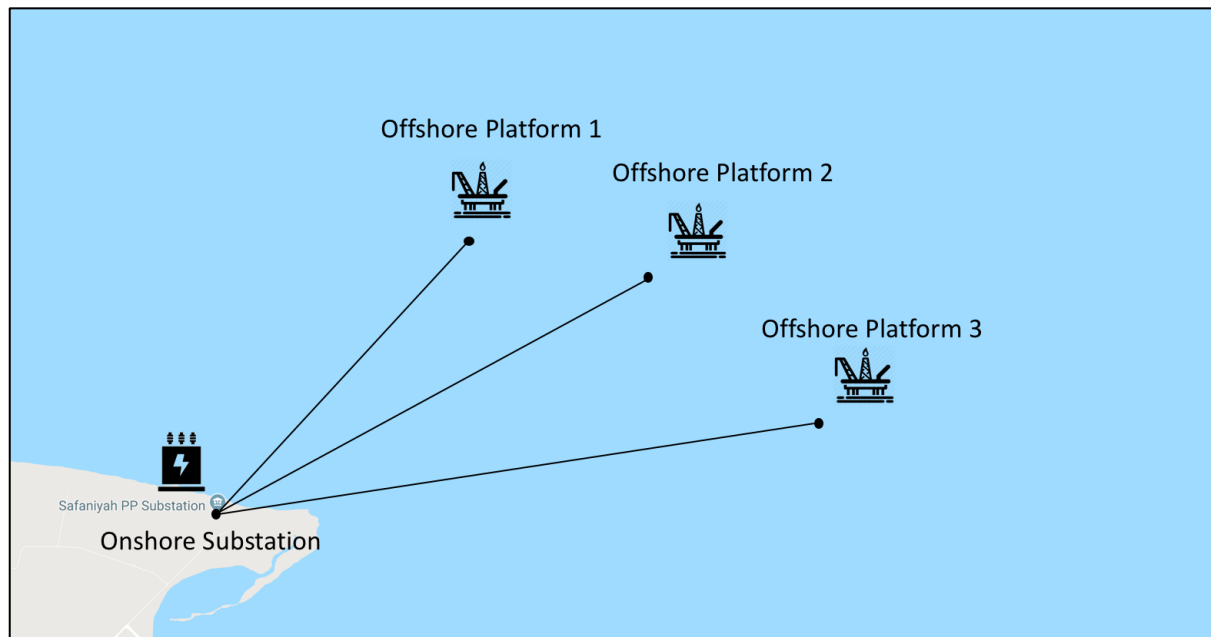 Offshore Platform 1
Offshore Platform 2
Offshore Platform 3
Safaniyah PP Substation
Onshore Substation